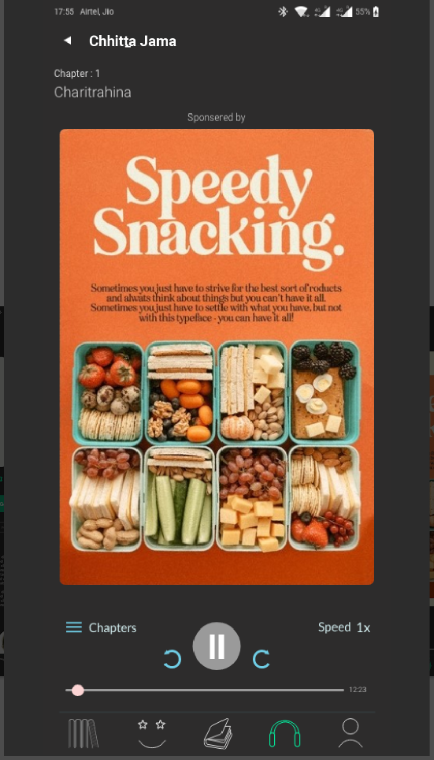 17:55 Airtel, Jio
4G 4G 55%
Chhitta Jama
Chapter : 1
Charitrahina
Sponsered by
Speedy
Snacking.
Sometimes you just have to strive for the best sort of roducts
and always think about things but you can't have it all.
Sometimes you have to settle with what you have, but not
with this typeface - you can have it all!
Chapters
Speed 1x
12:23